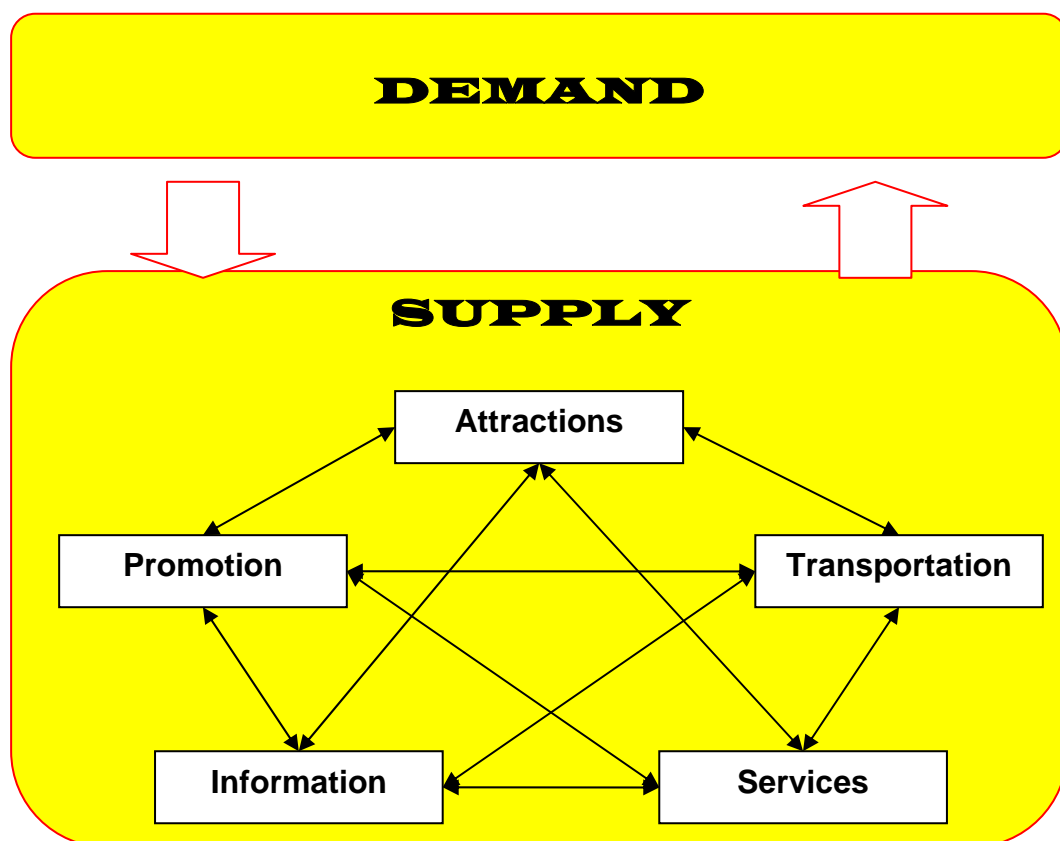 DEMAND
SUPPLY
Attractions
Promotion
Transportation
Information
Services